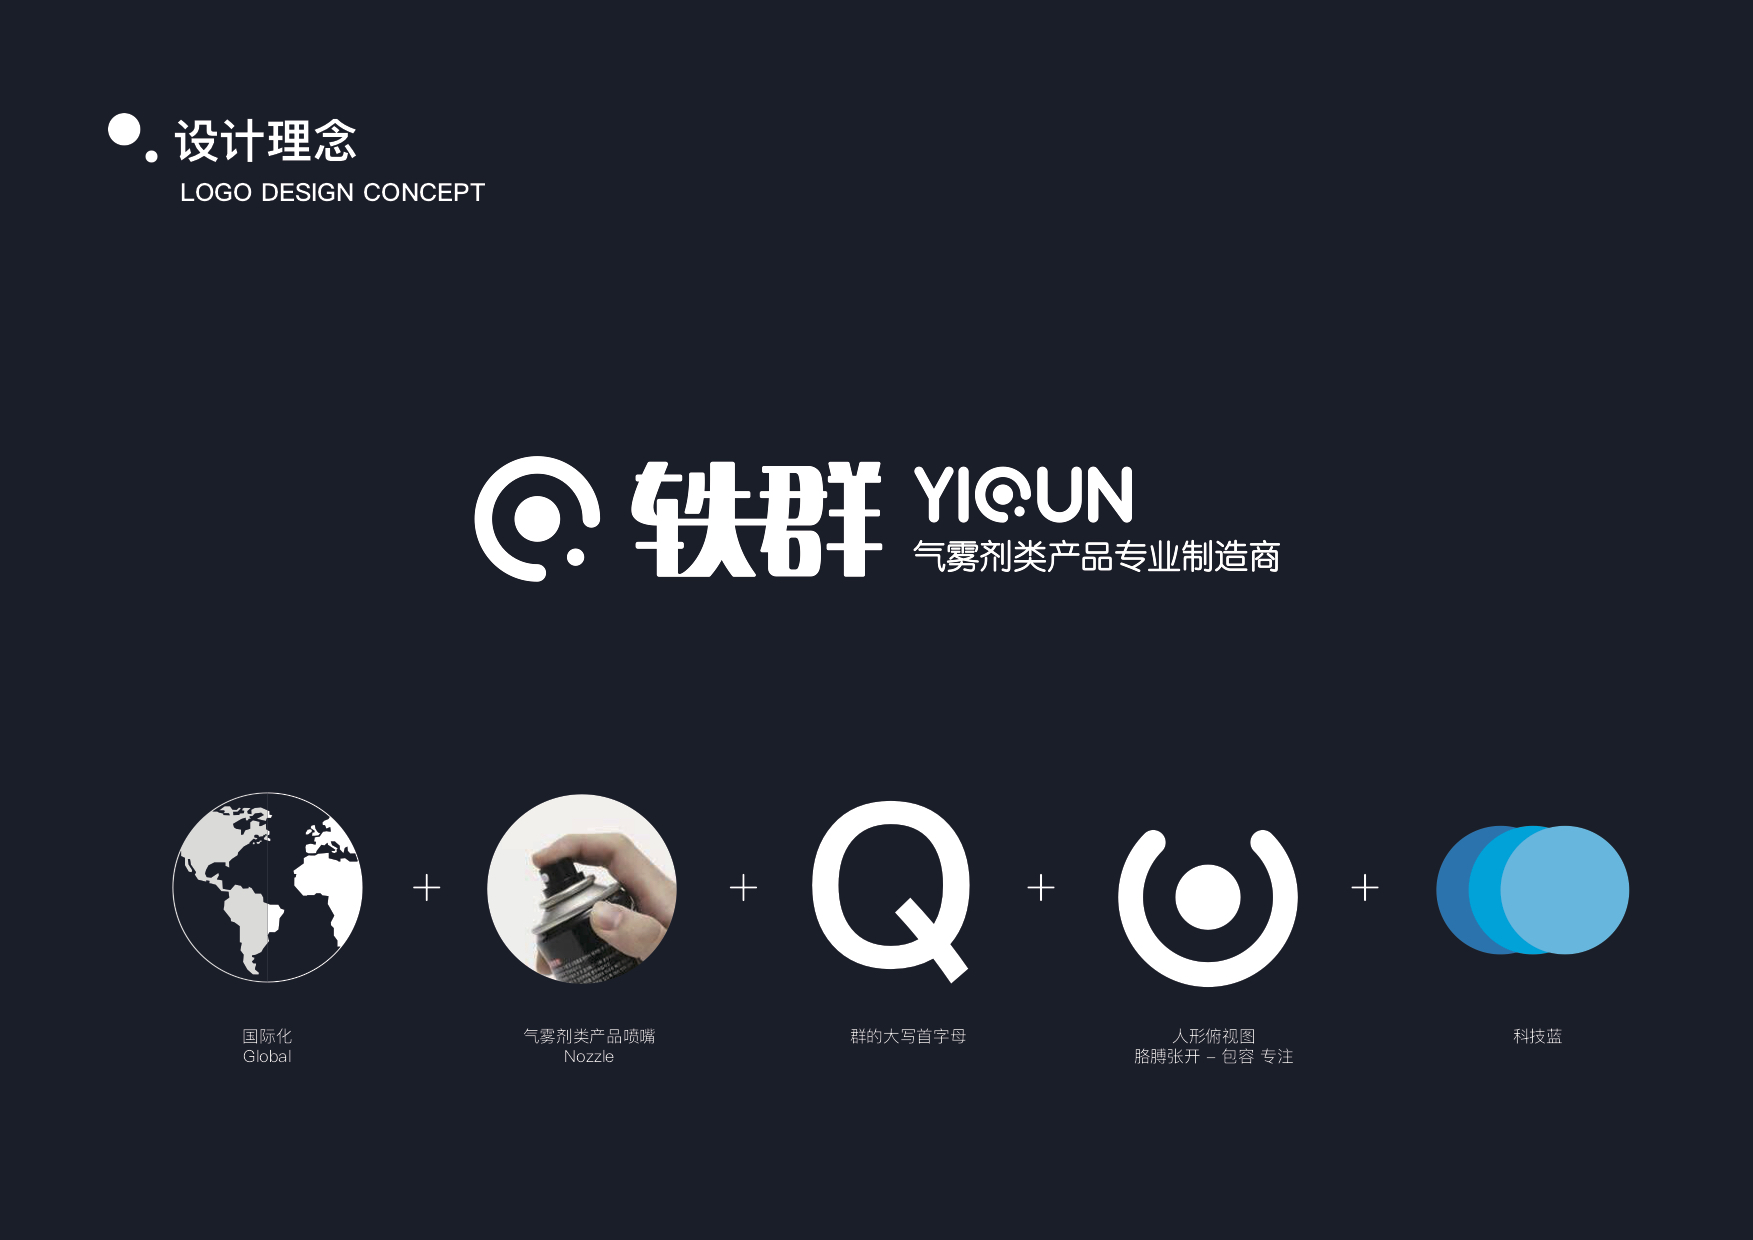 设计理念
LOGO DESIGN CONCEPT
轶群
YIQUN
气雾剂类产品专业制造商
Q
国际化
Global
气雾剂类产品喷嘴
Nozzle
群的大写首字母
人形俯视图
胳膊张开 – 包容 专注
科技蓝